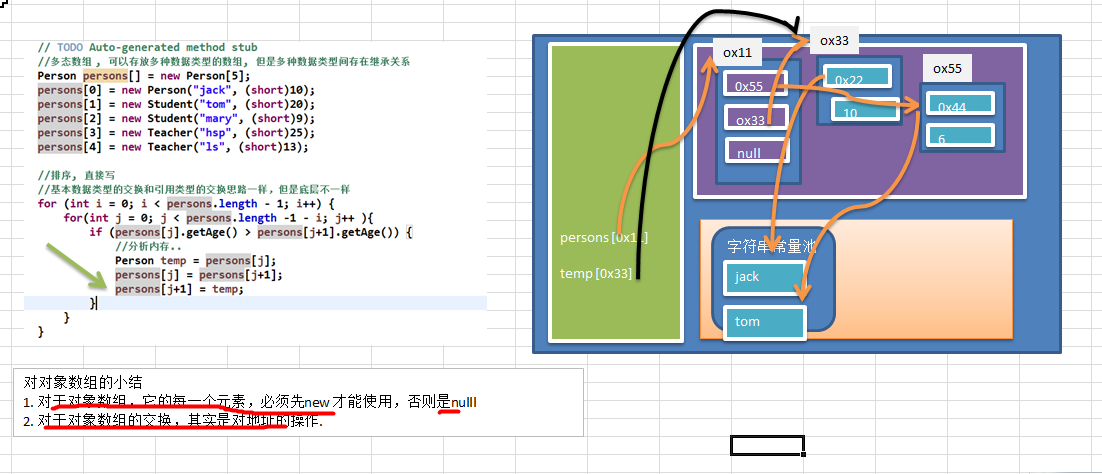 // TODO Auto-generated method stub
//多态数组 , 可以存放多种数据类型的数组, 但是多种数据类型间存在继承关系
Person persons[] = new Person[5];
persons[0] = new Person("jack", (short)10);
persons[1] = new Student("tom", (short)20);
persons[2] = new Student("mary", (short)9);
persons[3] = new Teacher("hsp", (short)25);
persons[4] = new Teacher("ls", (short)13);
//排序, 直接写
//基本数据类型的交换和引用类型的交换思路一样，但是底层不一样
for (int i = 0; i < persons.length - 1; i++) {
for(int j = 0; j < persons.length -1 - i; j++ ){
if (persons[j].getAge() > persons[j+1].getAge()) {
//分析内存..
Person temp = persons[j];
persons[j] = persons[j+1];
persons[j+1] = temp;
}
}
}
ox11
ox33
ox55
0x55
ox33
null
0x22
10
0x44
6
persons[0x11]
temp[0x33]
字符串常量池
jack
tom
对对象数组的小结
1. 对于对象数组，它的每一个元素，必须先new 才能使用，否则是nulll
2. 对于对象数组的交换，其实是对地址的操作.